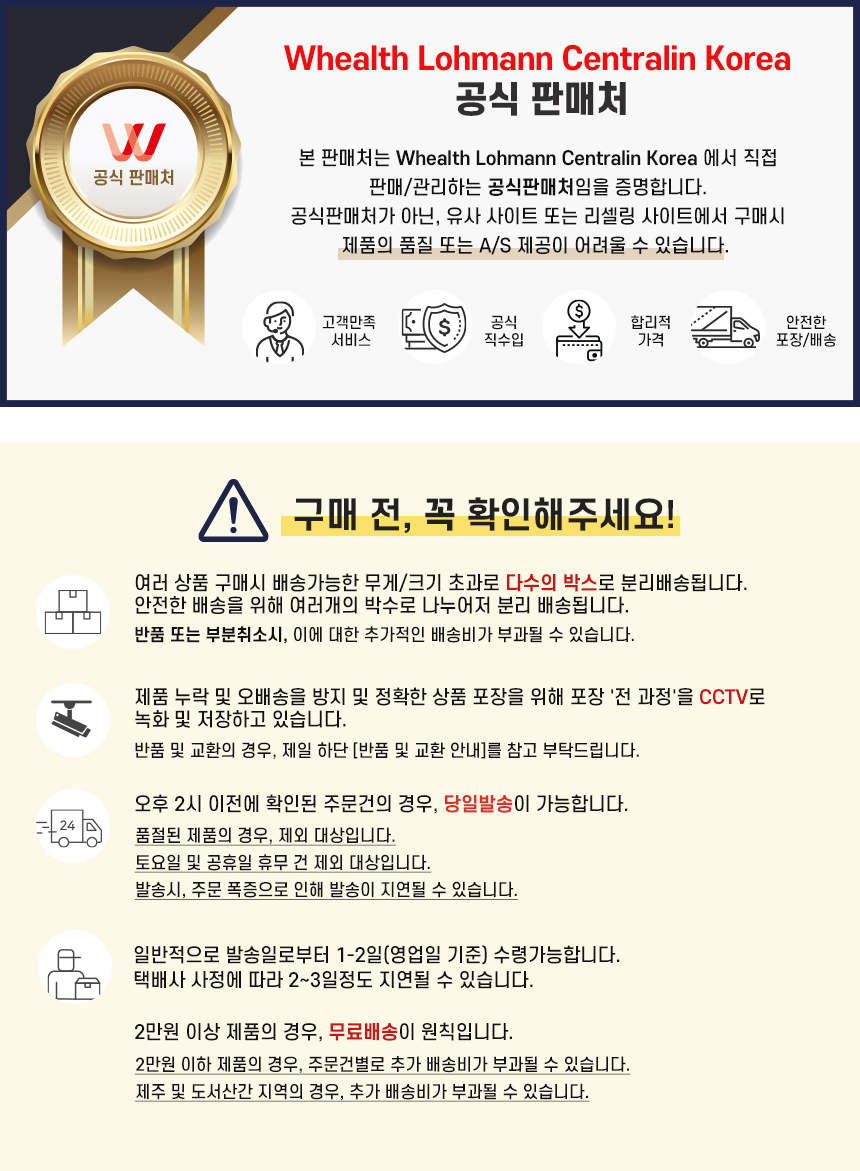 Whealth Lohmann Centralin Korea
공식 판매처
W
공식 판매처
본 판매처는 Whealth Lohmann Centralin Korea 에서 직접
판매/관리하는 공식판매처임을 증명합니다.
공식판매처가 아닌, 유사 사이트 또는 리셀링 사이트에서 구매시
제품의 품질 또는 A/S 제공이 어려울 수 있습니다.
고객만족
서비스
공식
직수입
합리적
가격
안전한
포장/배송
구매 전, 꼭 확인해주세요!
여러 상품 구매시 배송가능한 무게/크기 초과로 다수의 박스로 분리배송됩니다.
안전한 배송을 위해 여러개의 박수로 나누어저 분리 배송됩니다.
반품 또는 부분취소시, 이에 대한 추가적인 배송비가 부과될 수 있습니다.
제품 누락 및 오배송을 방지 및 정확한 상품 포장을 위해 포장 '전 과정'을 CCTV로
녹화 및 저장하고 있습니다.
반품 및 교환의 경우, 제일 하단 [반품 및 교환 안내]를 참고 부탁드립니다.
24
오후 2시 이전에 확인된 주문건의 경우, 당일발송이 가능합니다.
품절된 제품의 경우, 제외 대상입니다.
토요일 및 공휴일 휴무 건 제외 대상입니다.
발송시, 주문 폭증으로 인해 발송이 지연될 수 있습니다.
일반적으로 발송일로부터 1-2일(영업일 기준) 수령가능합니다.
택배사 사정에 따라 2~3일정도 지연될 수 있습니다.
2만원 이상 제품의 경우, 무료배송이 원칙입니다.
2만원 이하 제품의 경우, 주문건별로 추가 배송비가 부과될 수 있습니다.
제주 및 도서산간 지역의 경우, 추가 배송비가 부과될 수 있습니다.